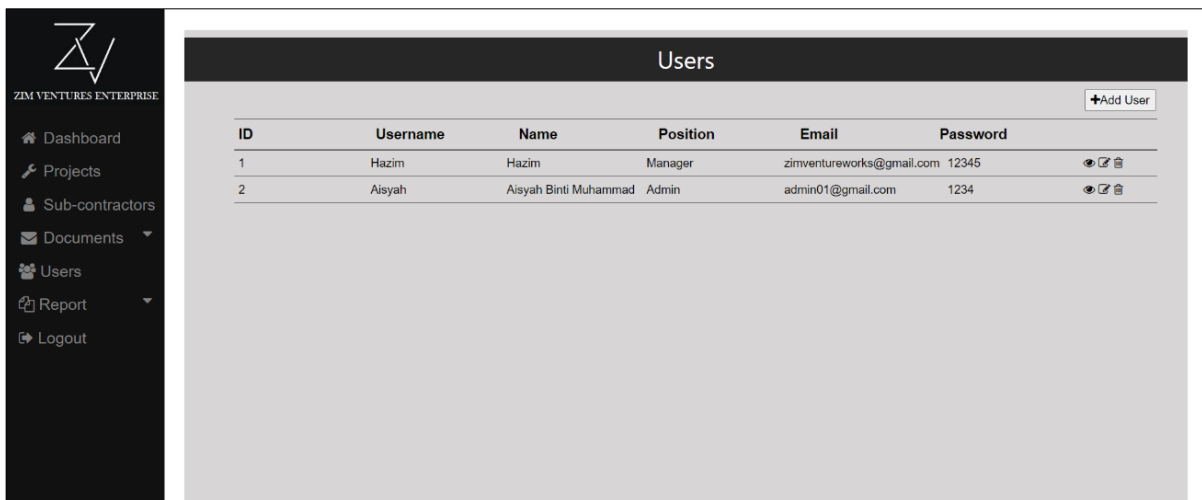 ZIM VENTURES ENTERPRISE
Dashboard
Projects
Sub-contractors
Documents
Users
Report
Logout
Users
+Add User
ID Username Name Position Email Password
1 Hazim Hazim Manager zimventureworks@gmail.com 12345
2 Aisyah Aisyah Binti Muhammad Admin admin01@gmail.com 1234